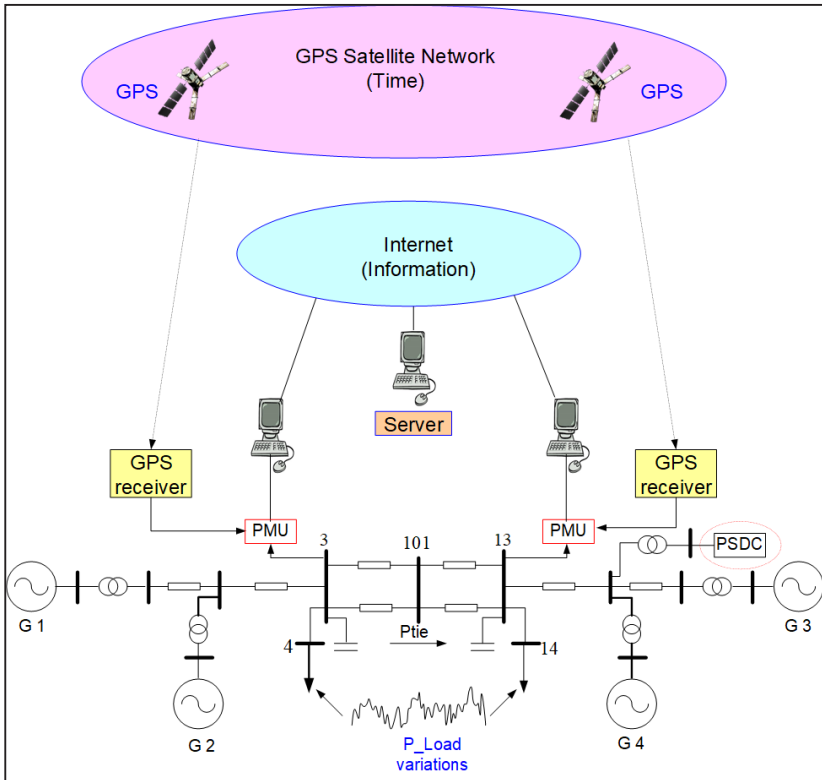 GPS Satellite Network
(Time)
GPS
GPS
Internet
(Information)
Server
GPS
receiver
GPS
receiver
PMU
PMU
3
101
13
PSDC
G 1
G 3
4
Ptie
14
G 2
G 4
P_Load
variations